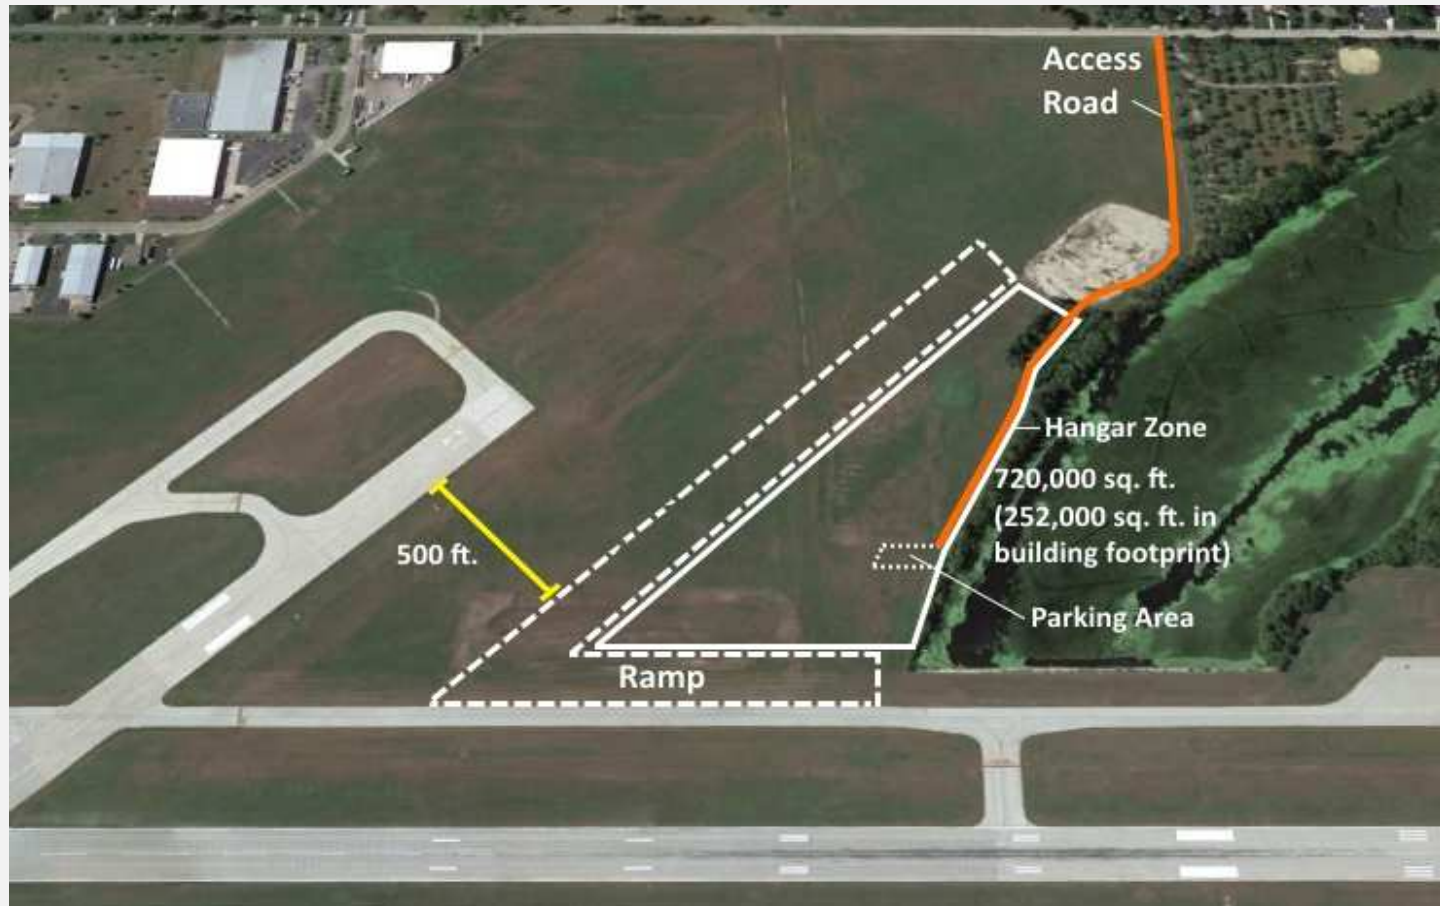 Access
Road
Hangar Zone
720,000 sq. ft.
(252,000 sq. ft. in
building footprint)
500 ft.
Parking Area
Ramp